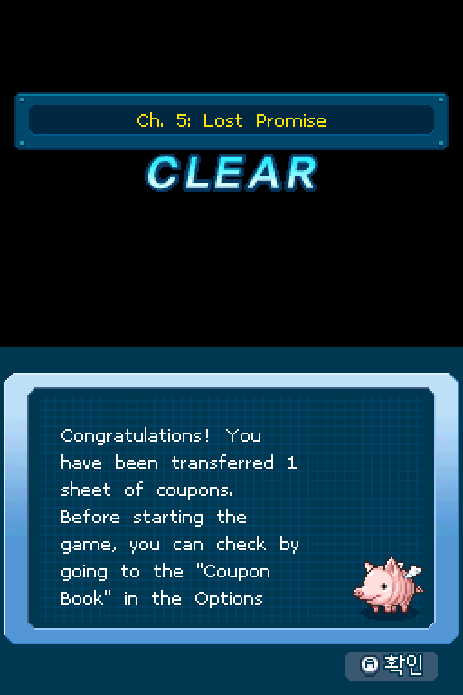 Ch. 5: Lost Promise
CLEAR
Congratulations! You
have been transferred 1
sheet of coupons.
Before starting the
game, you can check by
going to the "Coupon
Book" in the Options
A 확인